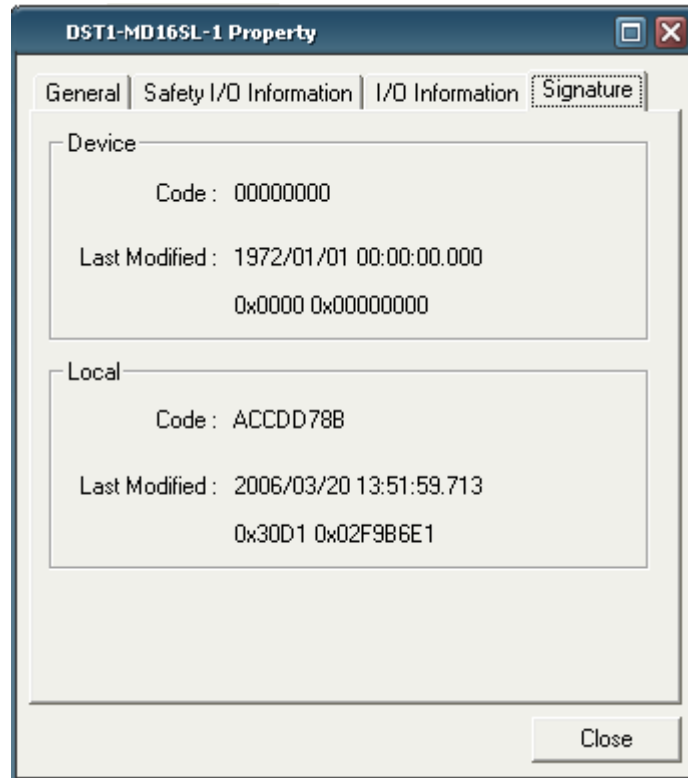 DST1-MD16SL-1 Property
General Safety I/O Information I/O Information Signature
Device
Code : 00000000
Last Modified : 1972/01/01 00:00:00.000
0x0000 0x00000000
Local
Code : ACCDD78B
Last Modified : 2006/03/20 13:51:59.713
0x30D1 0x02F9B6E1
Close